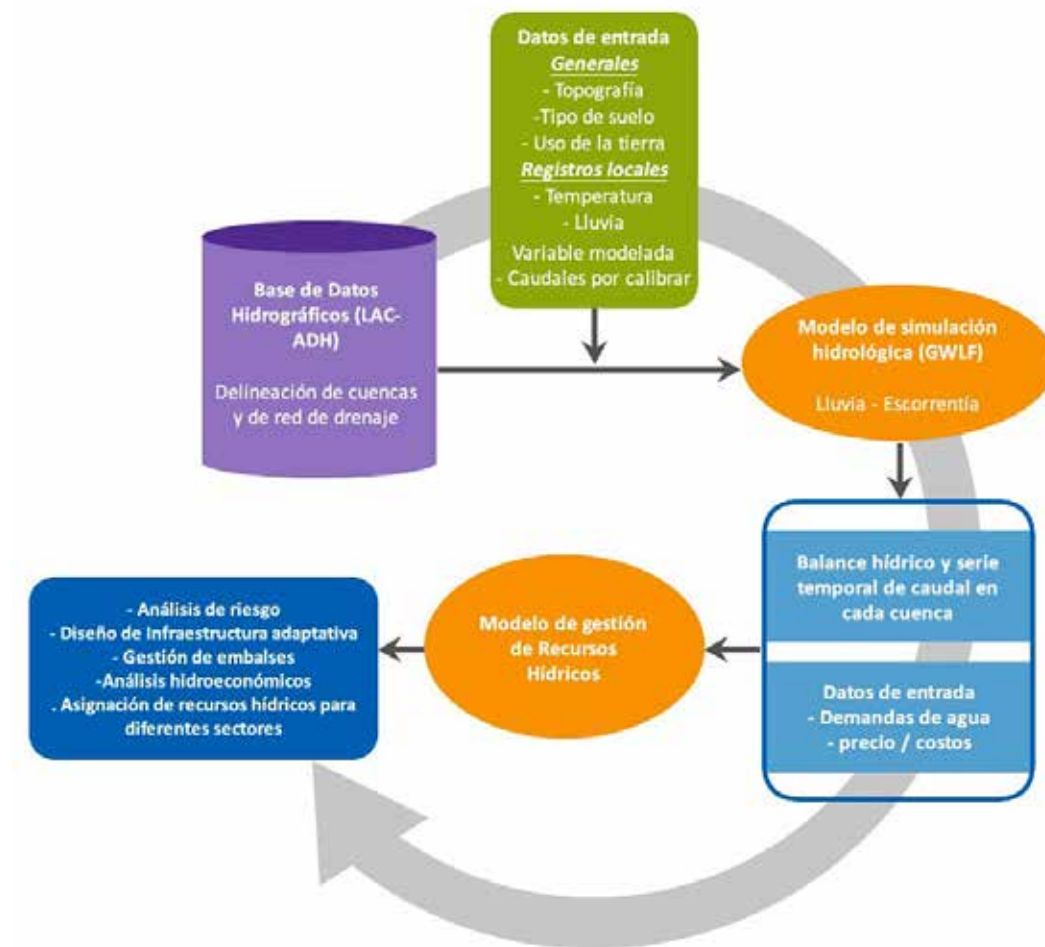 Datos de entrada
Generales
- Topografía
-Tipo de suelo
- Uso de la tierra
Registros locales
- Temperatura
- Lluvia
Variable modelada
- Caudales por calibrar
Base de Datos
Hidrográficos (LAC-
ADH)
Delineación de cuencas
y de red de drenaje
Modelo de simulación
hidrológica (GWLF)
Lluvia - Escorrentía
Balance hídrico y serie
temporal de caudal en
cada cuenca
Datos de entrada
- Demandas de agua
- precio / costos
Modelo de gestión
de Recursos
Hídricos
- Análisis de riesgo
- Diseño de Infraestructura adaptativa
- Gestión de embalses
-Análisis hidroeconómicos
. Asignación de recursos hídricos para
diferentes sectores